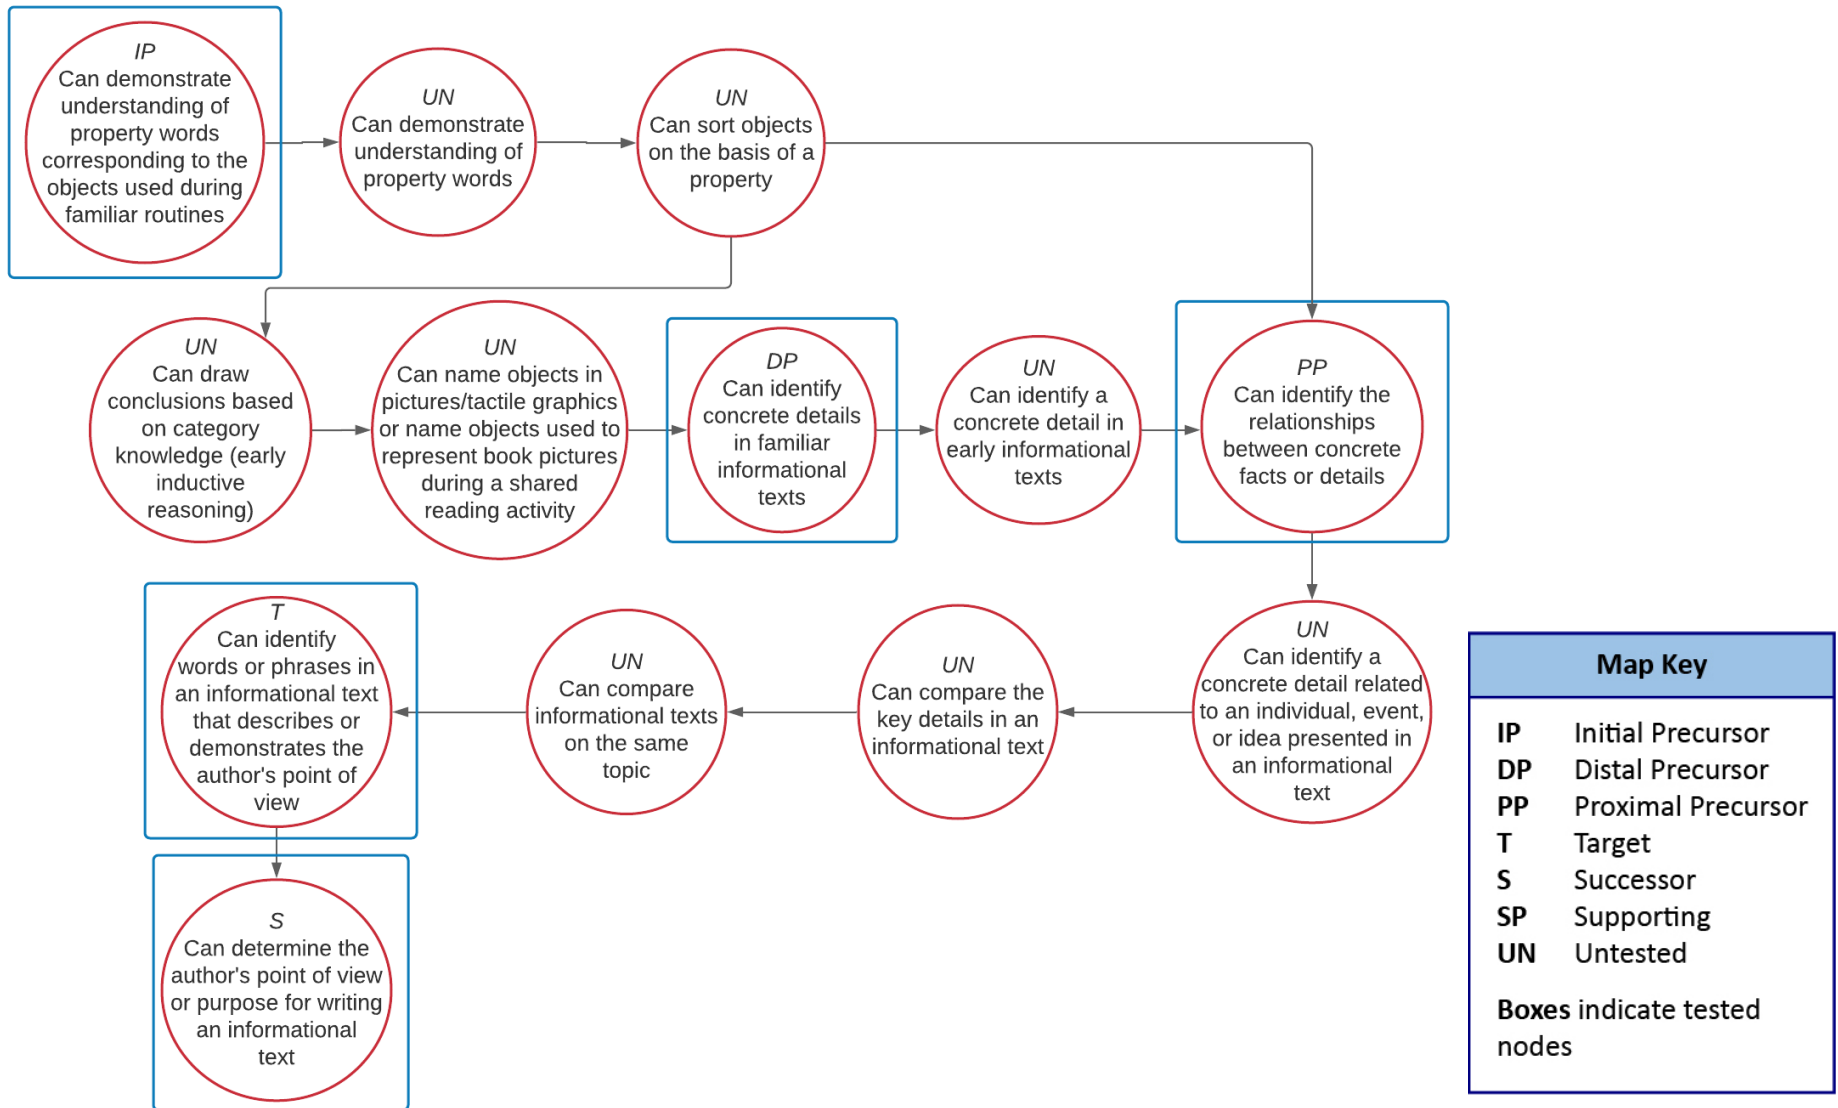 IP
Can demonstrate
understanding of
property words
corresponding to the
objects used during
familiar routines
UN
Can demonstrate
understanding of
property words
UN
Can sort objects
on the basis of a
property
UN
Can draw
conclusions based
on category
knowledge (early
inductive
reasoning)
UN
Can name objects in
pictures/tactile graphics
or name objects used to
represent book pictures
during a shared
reading activity
DP
Can identify
concrete details
in familiar
informational
texts
UN
Can identify a
concrete detail in
early informational
texts
PP
Can identify the
relationships
between concrete
facts or details
T
Can identify
words or phrases in
an informational text
that describes or
demonstrates the
author's point of
view
UN
Can compare
informational texts
on the same
topic
UN
Can compare the
key details in an
informational text
UN
Can identify a
concrete detail related
to an individual, event,
or idea presented in
an informational
text
S
Can determine the
author's point of view
or purpose for writing
an informational
text
Map Key
IP Initial Precursor
DP Distal Precursor
PP Proximal Precursor
T Target
S Successor
SP Supporting
UN Untested
Boxes indicate tested
nodes